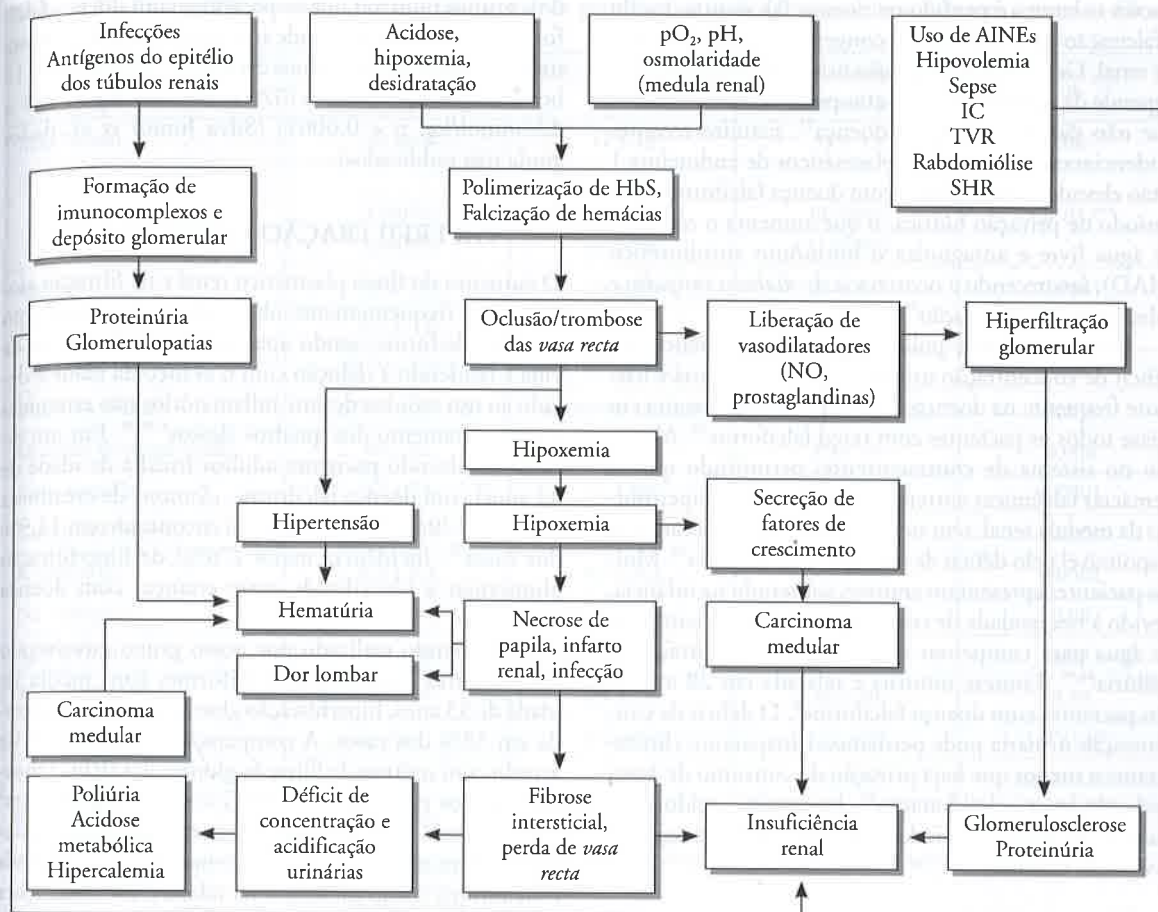 Infecções
Antígenos do epitélio
dos túbulos renais
Acidose,
hipoxemia,
desidratação
pO₂, pH,
osmolaridade
(medula renal)
Uso de AINEs
Hipovolemia
Sepse
IC
TVR
Rabdomiólise
SHR
Formação de
imunocomplexos e
depósito glomerular
Polimerização de HbS,
Falcização de hemácias
Proteinúria
Glomerulopatias
Oclusão/trombose
das vasa recta
Liberação de
vasodilatadores
(NO,
prostaglandinas)
Hiperfiltração
glomerular
Hipoxemia
Hipertensão
Hipoxemia
Secreção de
fatores de
crescimento
Hematúria
Dor lombar
Necrose de
papila, infarto
renal, infecção
Carcinoma
medular
Carcinoma
medular
Poliúria
Acidose
metabólica
Hipercalemia
Déficit de
concentração e
acidificação
urinárias
Fibrose
intersticial,
perda de vasa
recta
Insuficiência
renal
Glomerulosclerose
Proteinúria